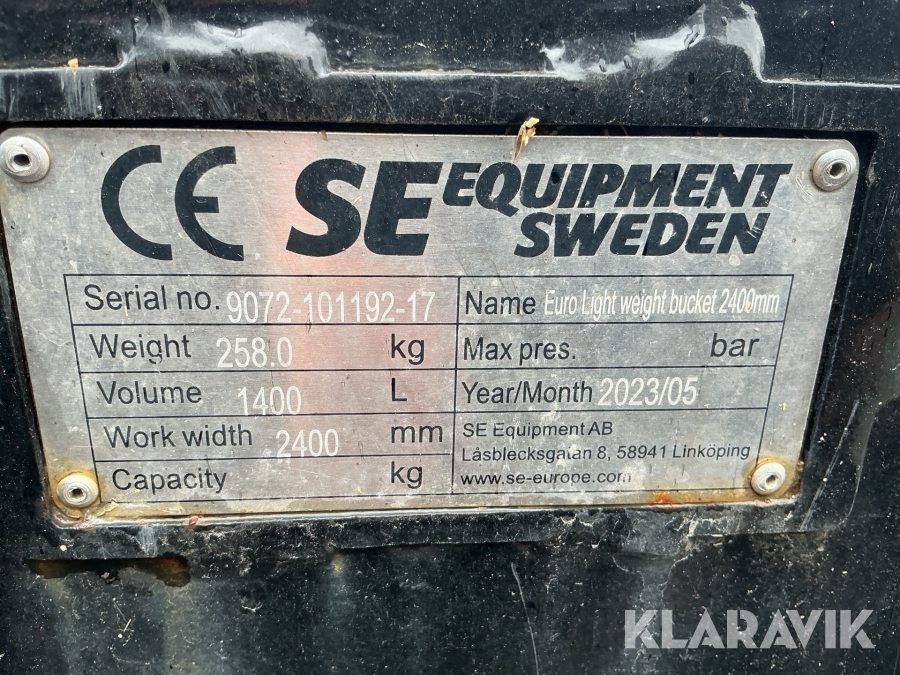 CE SE EQUIPMENT
SWEDEN
Serial no. 9072-101192-17
Name Euro Light weight bucket 2400mm
Weight 258.0 kg
Max pres. bar
Volume 1400 L
Year/Month 2023/05
Work width 2400 mm
SE Equipment AB
Låsblecksgatan 8, 58941 Linköping
Capacity kg
www.se-europe.com
KLARAVIK